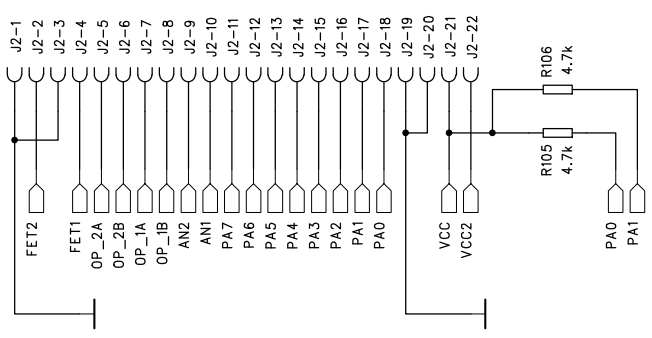 J2-1
J2-2
J2-3
J2-4
J2-5
J2-6
J2-7
J2-8
J2-9
J2-10
J2-11
J2-12
J2-13
J2-14
J2-15
J2-16
J2-17
J2-18
J2-19
J2-20
J2-21
J2-22
R106
4.7k
R105
4.7k
FET2
FET1
OP_2A
OP_2B
OP_1A
OP_1B
AN2
AN1
PA7
PA6
PA5
PA4
PA3
PA2
PA1
PA0
VCC
VCC2
PA0
PA1